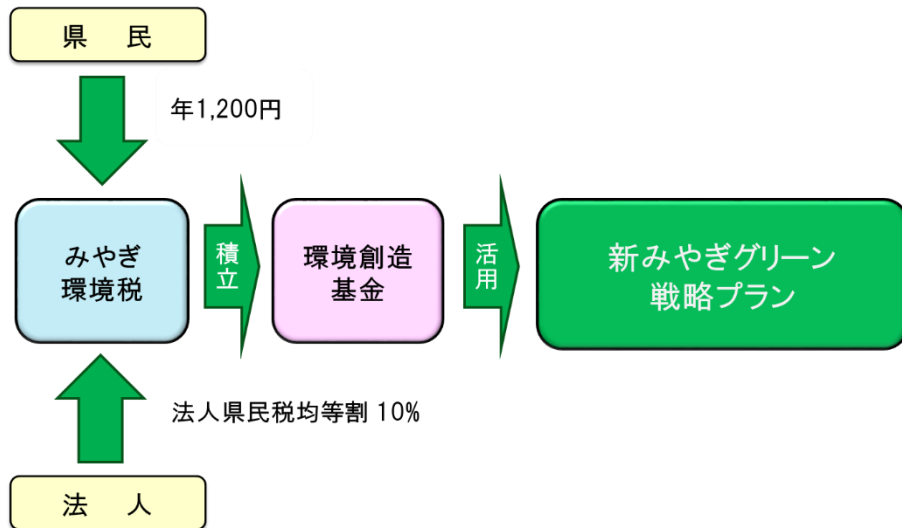 県 民
年1,200円
みやぎ
環境税
積立
環境創造
基金
活用
新みやぎグリーン
戦略プラン
法人県民税均等割 10%
法 人